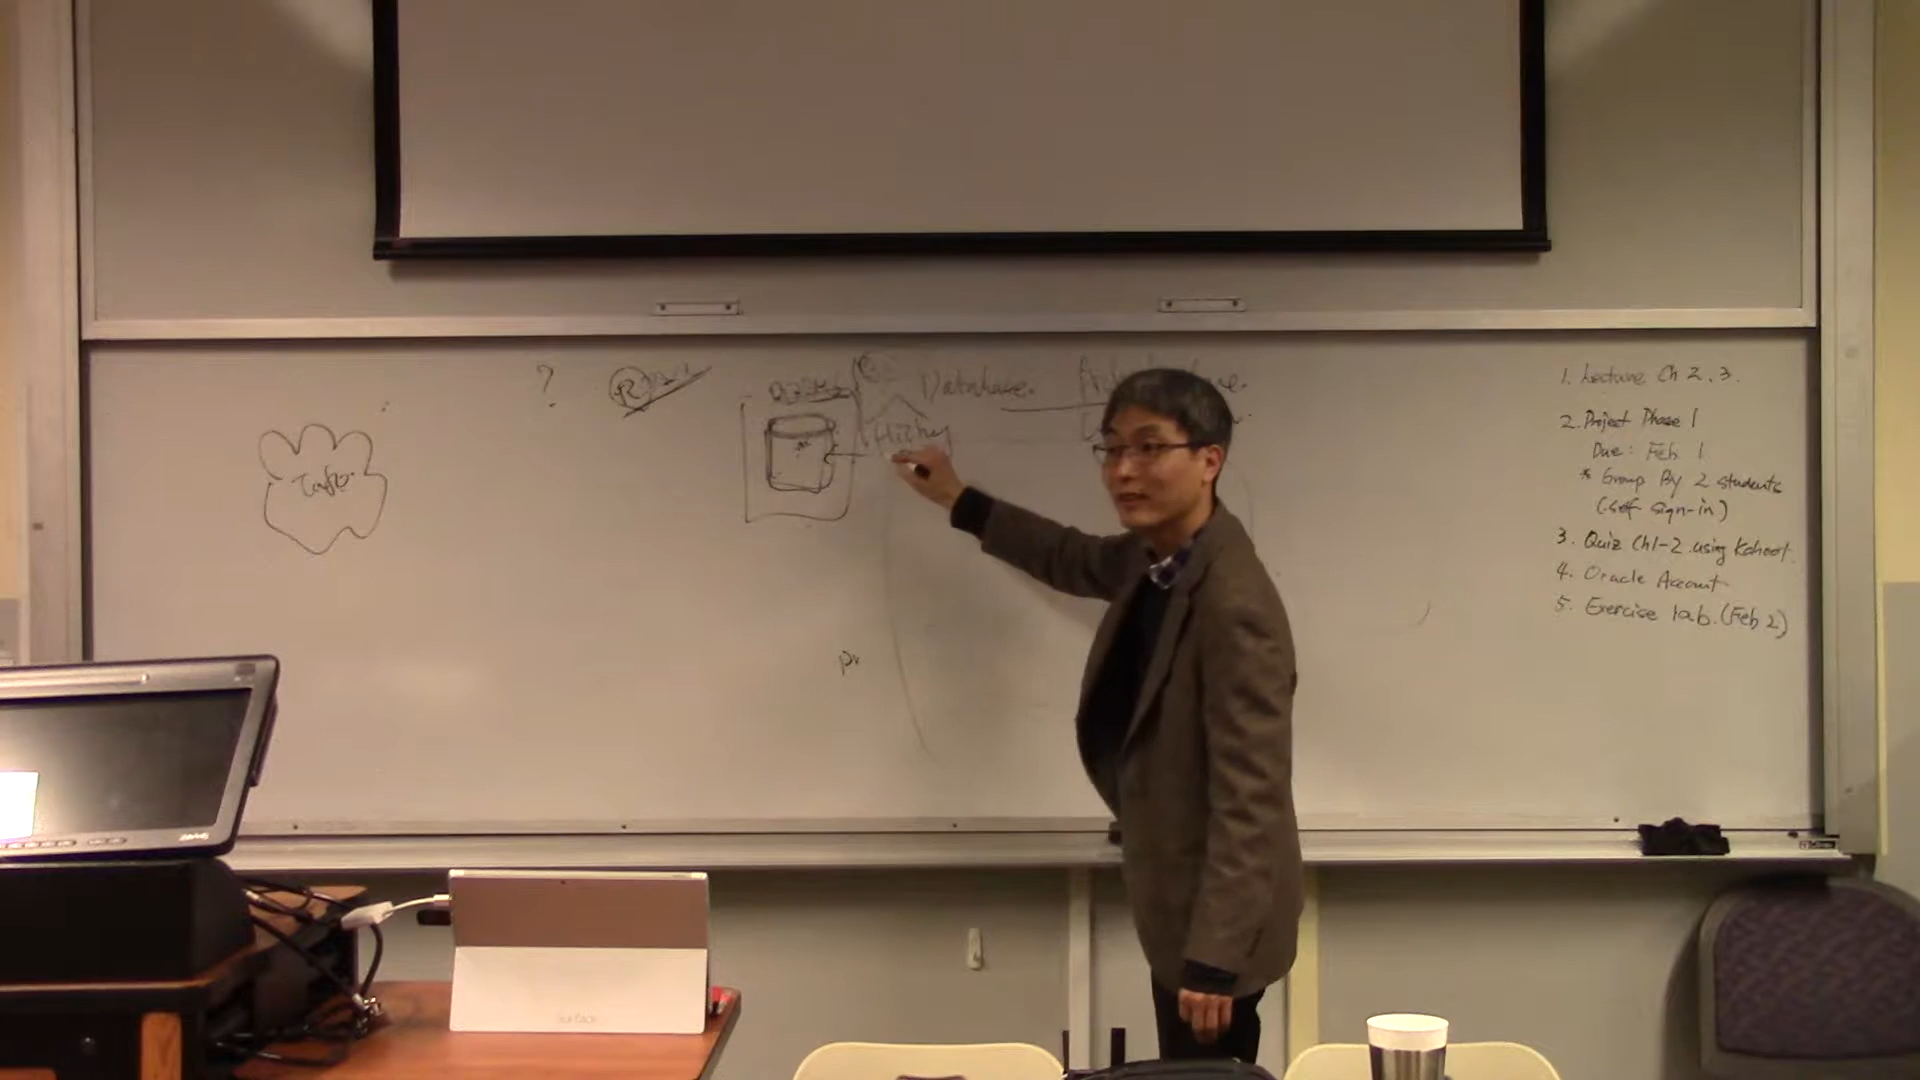 ?
Info
Database.
1. Lecture Ch 2, 3.
2. Project Phase 1
Due: Feb 1
* Group By 2 students
(self sign-in)
3. Quiz Ch1-2 using Kahoot.
4. Oracle Account
5. Exercise lab. (Feb 2)
Surface